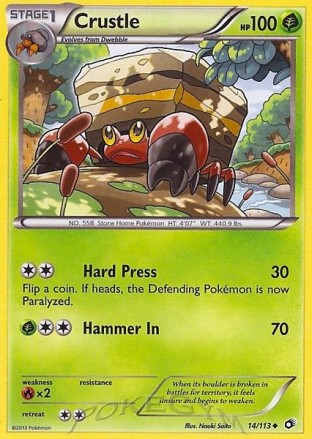 STAGE1 Crustle HP100
Evolves from Dwebble
NO. 558 Stone Home Pokémon HT: 4'07" WT: 440.9 lbs.
Hard Press 30
Flip a coin. If heads, the Defending Pokémon is now
Paralyzed.
Hammer In 70
weakness resistance
×2
retreat
When its boulder is broken in
battles for territory, it feels
unsure and begins to weaken.
©2013 Pokémon Illus. Naoki Saito 14/113